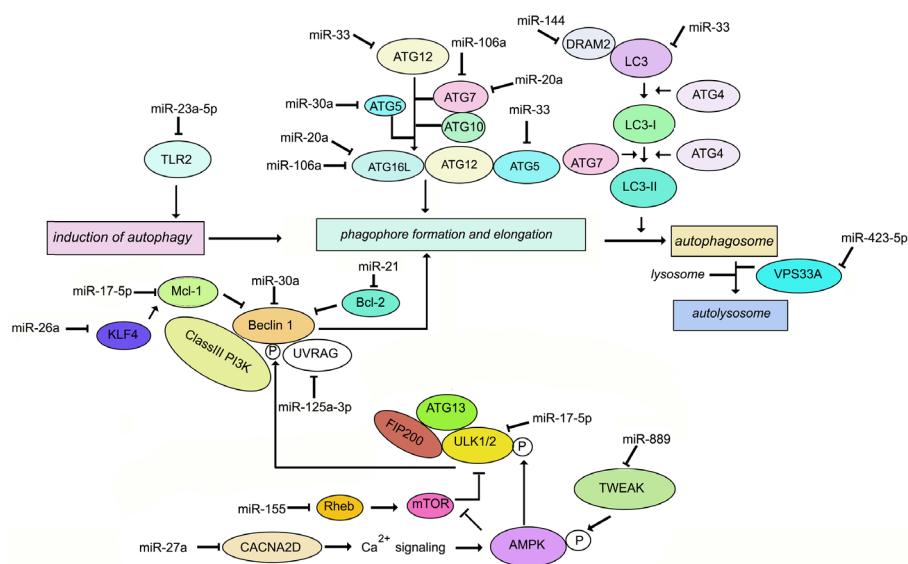 miR-144
miR-33
miR-33
miR-106a
DRAM2
LC3
ATG12
miR-20a
ATG4
miR-23a-5p
miR-30a
ATG5
ATG7
miR-33
LC3-I
ATG10
miR-20a
TLR2
miR-106a
ATG16L
ATG12
ATG5
ATG7
ATG4
LC3-II
induction of autophagy
phagophore formation and elongation
autophagosome
miR-423-5p
miR-21
lysosome
VPS33A
miR-17-5p
Mcl-1
miR-30a
Bcl-2
autolysosome
miR-26a
KLF4
Beclin 1
ClassIII PI3K
P
UVRAG
miR-125a-3p
ATG13
miR-17-5p
FIP200
ULK1/2
P
miR-889
TWEAK
miR-155
Rheb
mTOR
P
miR-27a
CACNA2D
Ca2+ signaling
AMPK